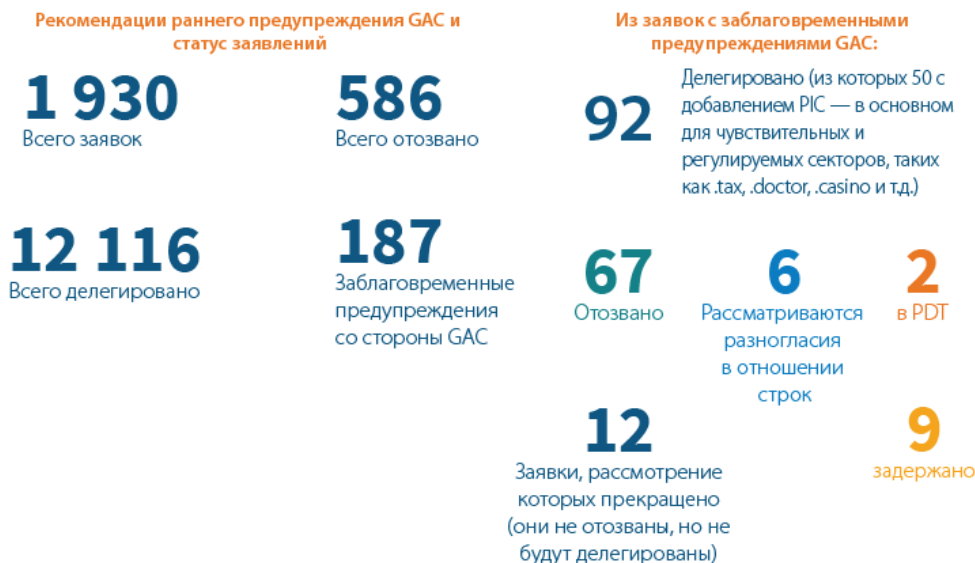 Рекомендации раннего предупреждения GAC и
статус заявлений
1 930
Всего заявок
586
Всего отозвано
12 116
Всего делегировано
187
Заблаговременные
предупреждения
со стороны GAC
Из заявок с заблаговременными
предупреждениями GAC:
92
Делегировано (из которых 50 с
добавлением PIC — в основном
для чувствительных и
регулируемых секторов, таких
как .tax, .doctor, .casino и т.д.)
67
Отозвано
6
Рассматриваются
разногласия
в отношении
строк
2
в PDT
12
Заявки, рассмотрение
которых прекращено
(они не отозваны, но не
будут делегированы)
9
задержано